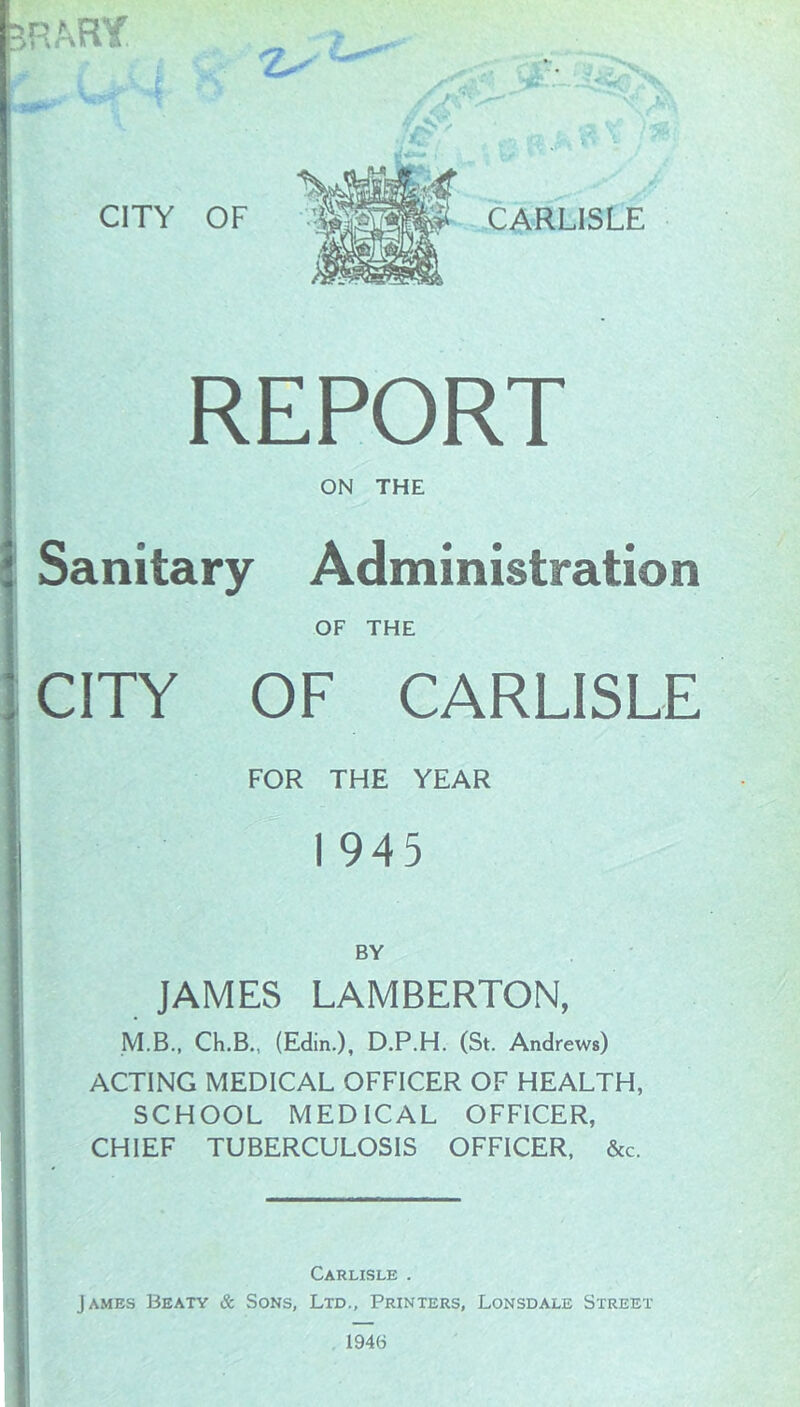 CITY OF CARLISLE
REPORT
ON THE
Sanitary Administration
OF THE
CITY OF CARLISLE
FOR THE YEAR
1945
BY
JAMES LAMBERTON,
M.B., Ch.B., (Edin.), D.P.H. (St. Andrews)
ACTING MEDICAL OFFICER OF HEALTH,
SCHOOL MEDICAL OFFICER,
CHIEF TUBERCULOSIS OFFICER, &c.
CARLISLE .
JAMES BEATY & SONS, LTD., PRINTERS, LONSDALE STREET
1946